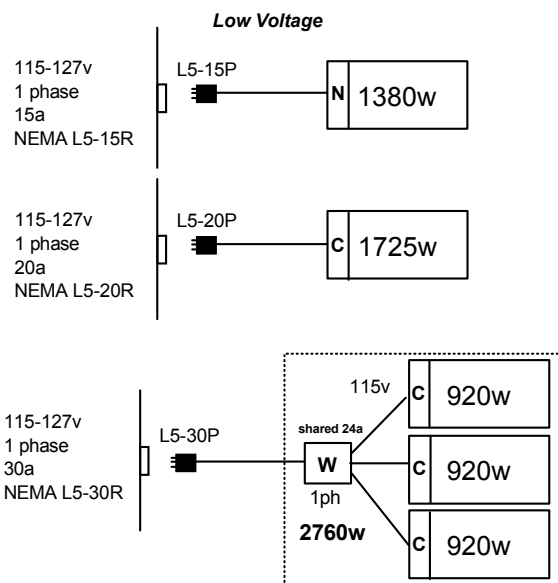 Low Voltage
115-127v
1 phase
15a
NEMA L5-15R
L5-15P
N
1380w
115-127v
1 phase
20a
NEMA L5-20R
L5-20P
C
1725w
115-127v
1 phase
30a
NEMA L5-30R
L5-30P
shared 24a
W
1ph
2760w
115v
C
920w
C
920w
C
920w